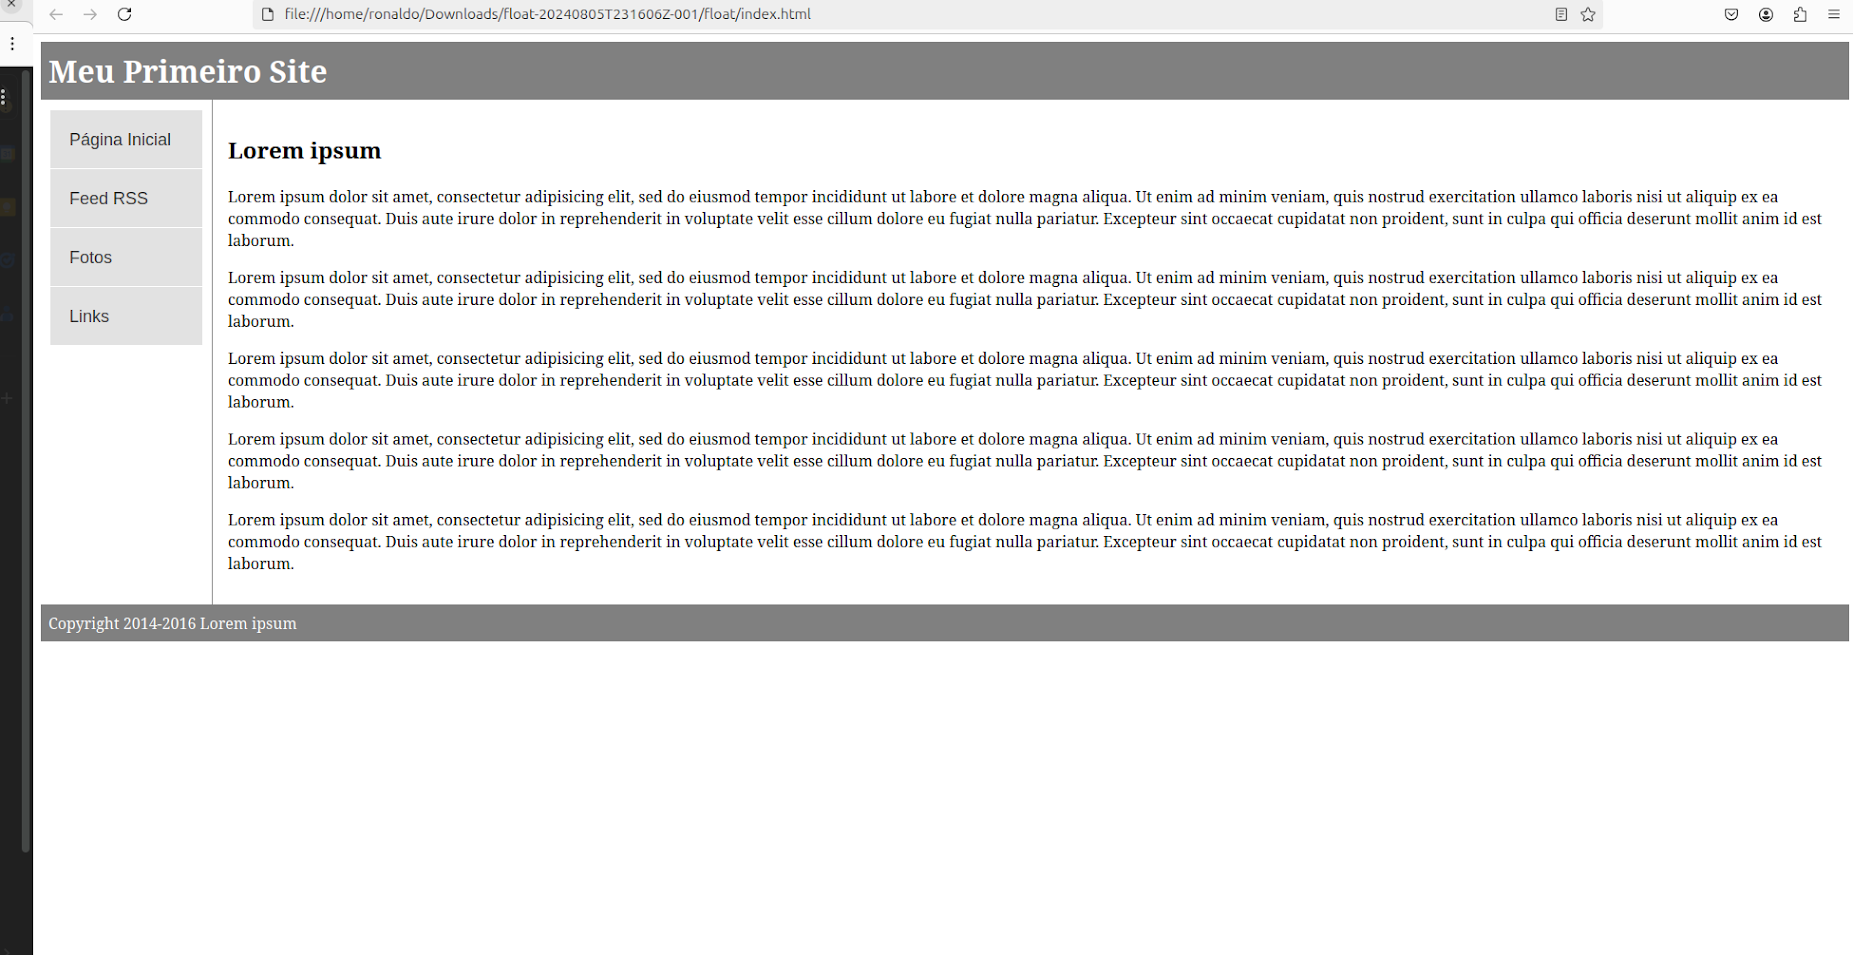 file:///home/ronaldo/Downloads/float-20240805T231606Z-001/float/index.html
Meu Primeiro Site
Página Inicial
Feed RSS
Fotos
Links
Lorem ipsum
Lorem ipsum dolor sit amet, consectetur adipisicing elit, sed do eiusmod tempor incididunt ut labore et dolore magna aliqua. Ut enim ad minim veniam, quis nostrud exercitation ullamco laboris nisi ut aliquip ex ea
commodo consequat. Duis aute irure dolor in reprehenderit in voluptate velit esse cillum dolore eu fugiat nulla pariatur. Excepteur sint occaecat cupidatat non proident, sunt in culpa qui officia deserunt mollit anim id est
laborum.
Lorem ipsum dolor sit amet, consectetur adipisicing elit, sed do eiusmod tempor incididunt ut labore et dolore magna aliqua. Ut enim ad minim veniam, quis nostrud exercitation ullamco laboris nisi ut aliquip ex ea
commodo consequat. Duis aute irure dolor in reprehenderit in voluptate velit esse cillum dolore eu fugiat nulla pariatur. Excepteur sint occaecat cupidatat non proident, sunt in culpa qui officia deserunt mollit anim id est
laborum.
Lorem ipsum dolor sit amet, consectetur adipisicing elit, sed do eiusmod tempor incididunt ut labore et dolore magna aliqua. Ut enim ad minim veniam, quis nostrud exercitation ullamco laboris nisi ut aliquip ex ea
commodo consequat. Duis aute irure dolor in reprehenderit in voluptate velit esse cillum dolore eu fugiat nulla pariatur. Excepteur sint occaecat cupidatat non proident, sunt in culpa qui officia deserunt mollit anim id est
laborum.
Lorem ipsum dolor sit amet, consectetur adipisicing elit, sed do eiusmod tempor incididunt ut labore et dolore magna aliqua. Ut enim ad minim veniam, quis nostrud exercitation ullamco laboris nisi ut aliquip ex ea
commodo consequat. Duis aute irure dolor in reprehenderit in voluptate velit esse cillum dolore eu fugiat nulla pariatur. Excepteur sint occaecat cupidatat non proident, sunt in culpa qui officia deserunt mollit anim id est
laborum.
Lorem ipsum dolor sit amet, consectetur adipisicing elit, sed do eiusmod tempor incididunt ut labore et dolore magna aliqua. Ut enim ad minim veniam, quis nostrud exercitation ullamco laboris nisi ut aliquip ex ea
commodo consequat. Duis aute irure dolor in reprehenderit in voluptate velit esse cillum dolore eu fugiat nulla pariatur. Excepteur sint occaecat cupidatat non proident, sunt in culpa qui officia deserunt mollit anim id est
laborum.
Copyright 2014-2016 Lorem ipsum